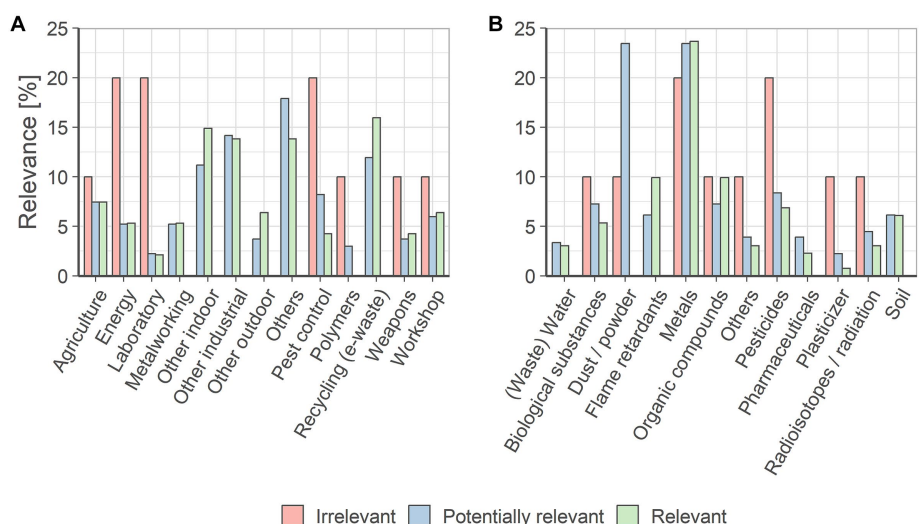 A
B
Relevance [%]
25
20
15
10
5
0
Agriculture
Energy
Laboratory
Metalworking
Other indoor
Other industrial
Other outdoor
Others
Pest control
Polymers
Recycling (e-waste)
Weapons
Workshop
25
20
15
10
5
0
(Waste) Water
Biological substances
Dust / powder
Flame retardants
Metals
Organic compounds
Others
Pesticides
Pharmaceuticals
Plasticizer
Radioisotopes / radiation
Soil
Irrelevant Potentially relevant Relevant